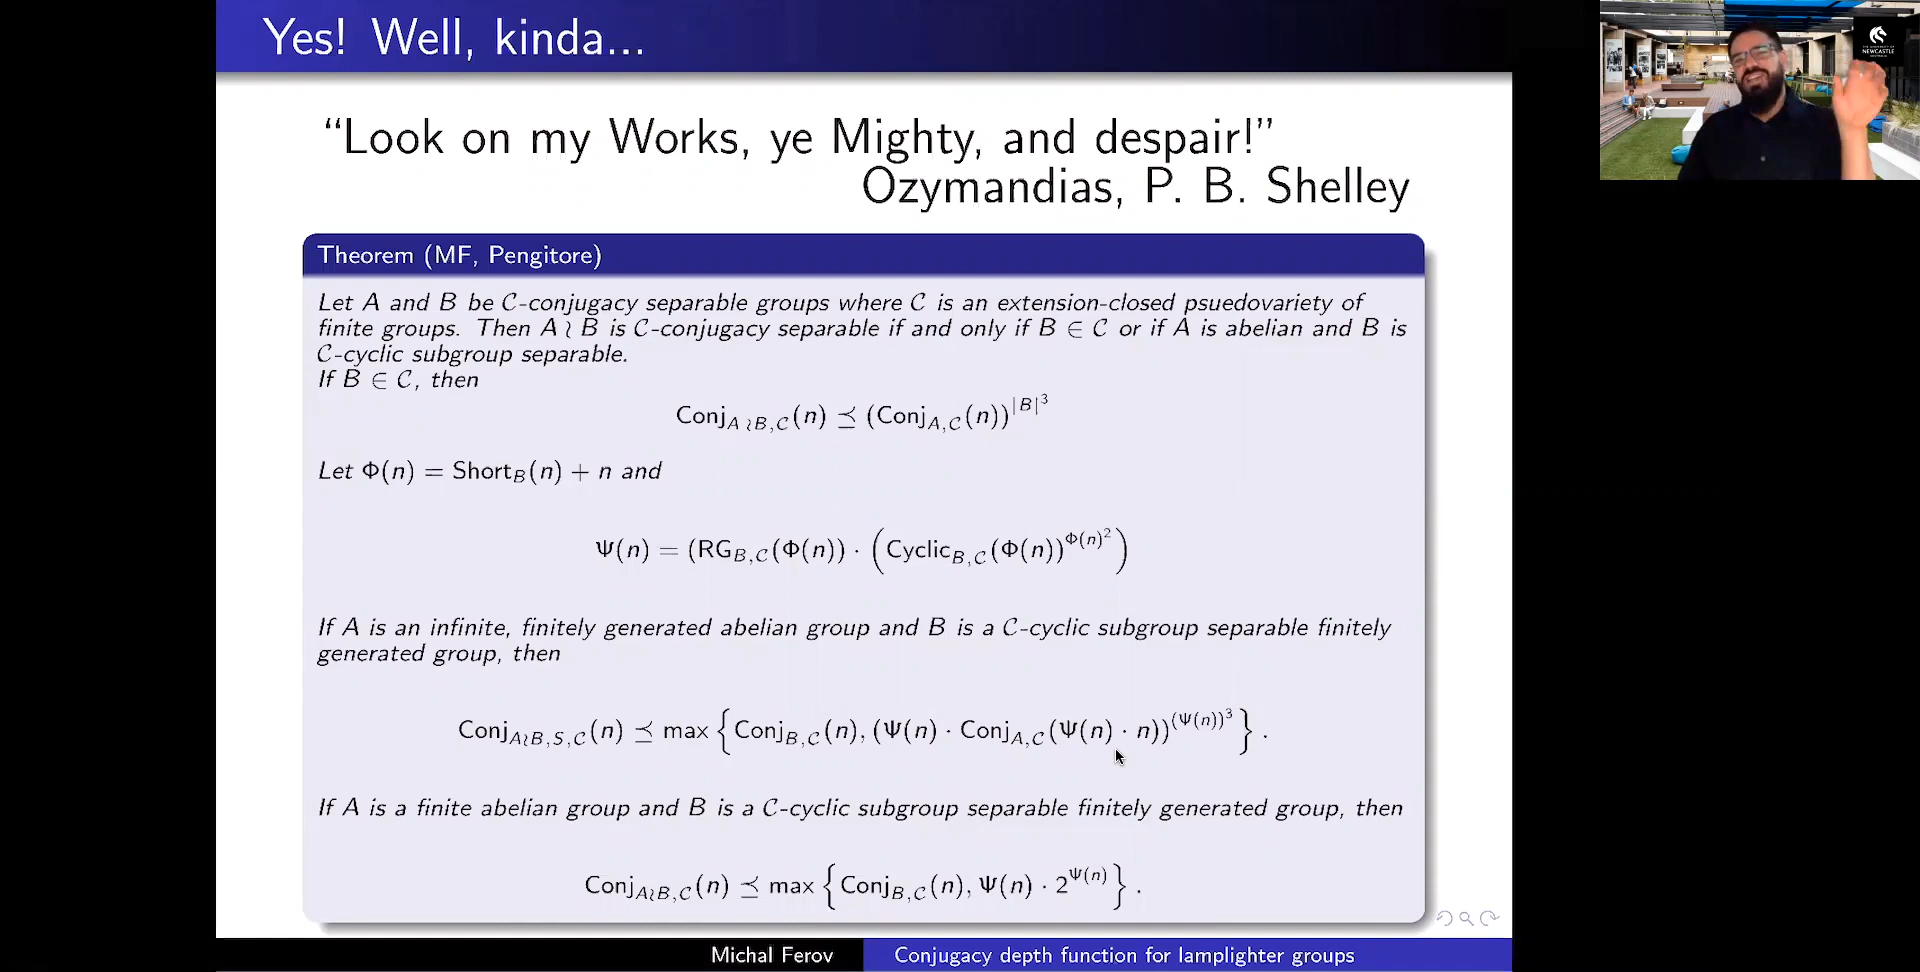 Yes! Well, kinda...
“Look on my Works, ye Mighty, and despair!”
Ozymandias, P. B. Shelley
Theorem (MF, Pengitore)
Let A and B be 𝒞-conjugacy separable groups where 𝒞 is an extension-closed psuedovariety of
finite groups. Then A ≀ B is 𝒞-conjugacy separable if and only if B ∈ 𝒞 or if A is abelian and B is
𝒞-cyclic subgroup separable.
If B ∈ 𝒞, then
Conj_{A≀B,𝒞}(n) ⪯ (Conj_{A,𝒞}(n))^{|B|^3}
Let Φ(n) = Short_B(n) + n and
Ψ(n) = (RG_{B,𝒞}(Φ(n)) · (Cyclic_{B,𝒞}(Φ(n))^{Φ(n)^2})
If A is an infinite, finitely generated abelian group and B is a 𝒞-cyclic subgroup separable finitely
generated group, then
Conj_{A≀B,S,𝒞}(n) ⪯ max {Conj_{B,𝒞}(n), (Ψ(n) · Conj_{A,𝒞}(Ψ(n) · n))^{(Ψ(n))^3}} .
If A is a finite abelian group and B is a 𝒞-cyclic subgroup separable finitely generated group, then
Conj_{A≀B,𝒞}(n) ⪯ max {Conj_{B,𝒞}(n), Ψ(n) · 2^{Ψ(n)}} .
Michal Ferov
Conjugacy depth function for lamplighter groups
NEWCASTLE